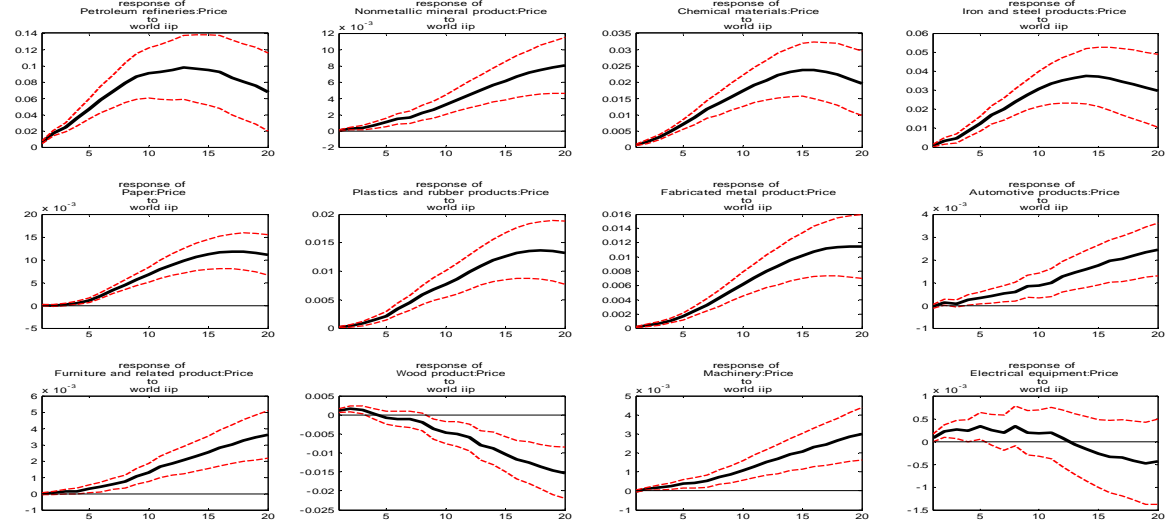 response of
Petroleum refineries:Price
to
world iip
0.14
0.12
0.1
0.08
0.06
0.04
0.02
0
5 10 15 20
response of
Nonmetallic mineral product:Price
to
world iip
x 10-3
12
10
8
6
4
2
0
-2
5 10 15 20
response of
Chemical materials:Price
to
world iip
0.035
0.03
0.025
0.02
0.015
0.01
0.005
0
5 10 15 20
response of
Iron and steel products:Price
to
world iip
0.06
0.05
0.04
0.03
0.02
0.01
0
5 10 15 20
response of
Paper:Price
to
world iip
x 10-3
20
15
10
5
0
-5
5 10 15 20
response of
Plastics and rubber products:Price
to
world iip
0.02
0.015
0.01
0.005
0
5 10 15 20
response of
Fabricated metal product:Price
to
world iip
0.016
0.014
0.012
0.01
0.008
0.006
0.004
0.002
0
5 10 15 20
response of
Automotive products:Price
to
world iip
x 10-3
4
3
2
1
0
-1
5 10 15 20
response of
Furniture and related product:Price
to
world iip
x 10-3
6
5
4
3
2
1
0
-1
5 10 15 20
response of
Wood product:Price
to
world iip
0.005
0
-0.005
-0.01
-0.015
-0.02
-0.025
5 10 15 20
response of
Machinery:Price
to
world iip
x 10-3
5
4
3
2
1
0
-1
5 10 15 20
response of
Electrical equipment:Price
to
world iip
x 10-3
1
0.5
0
-0.5
-1
-1.5
5 10 15 20